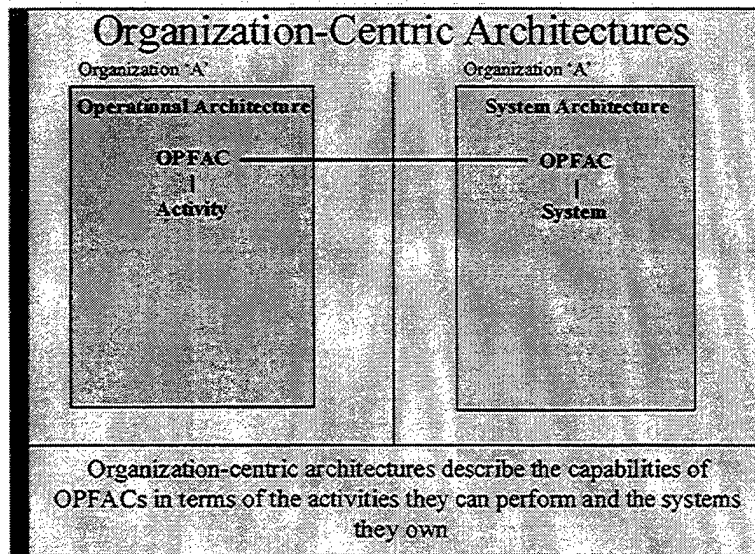 Organization-Centric Architectures
Organization 'A'
Operational Architecture
OPFAC
Activity
Organization 'A'
System Architecture
OPFAC
System
Organization-centric architectures describe the capabilities of
OPFACs in terms of the activities they can perform and the systems
they own